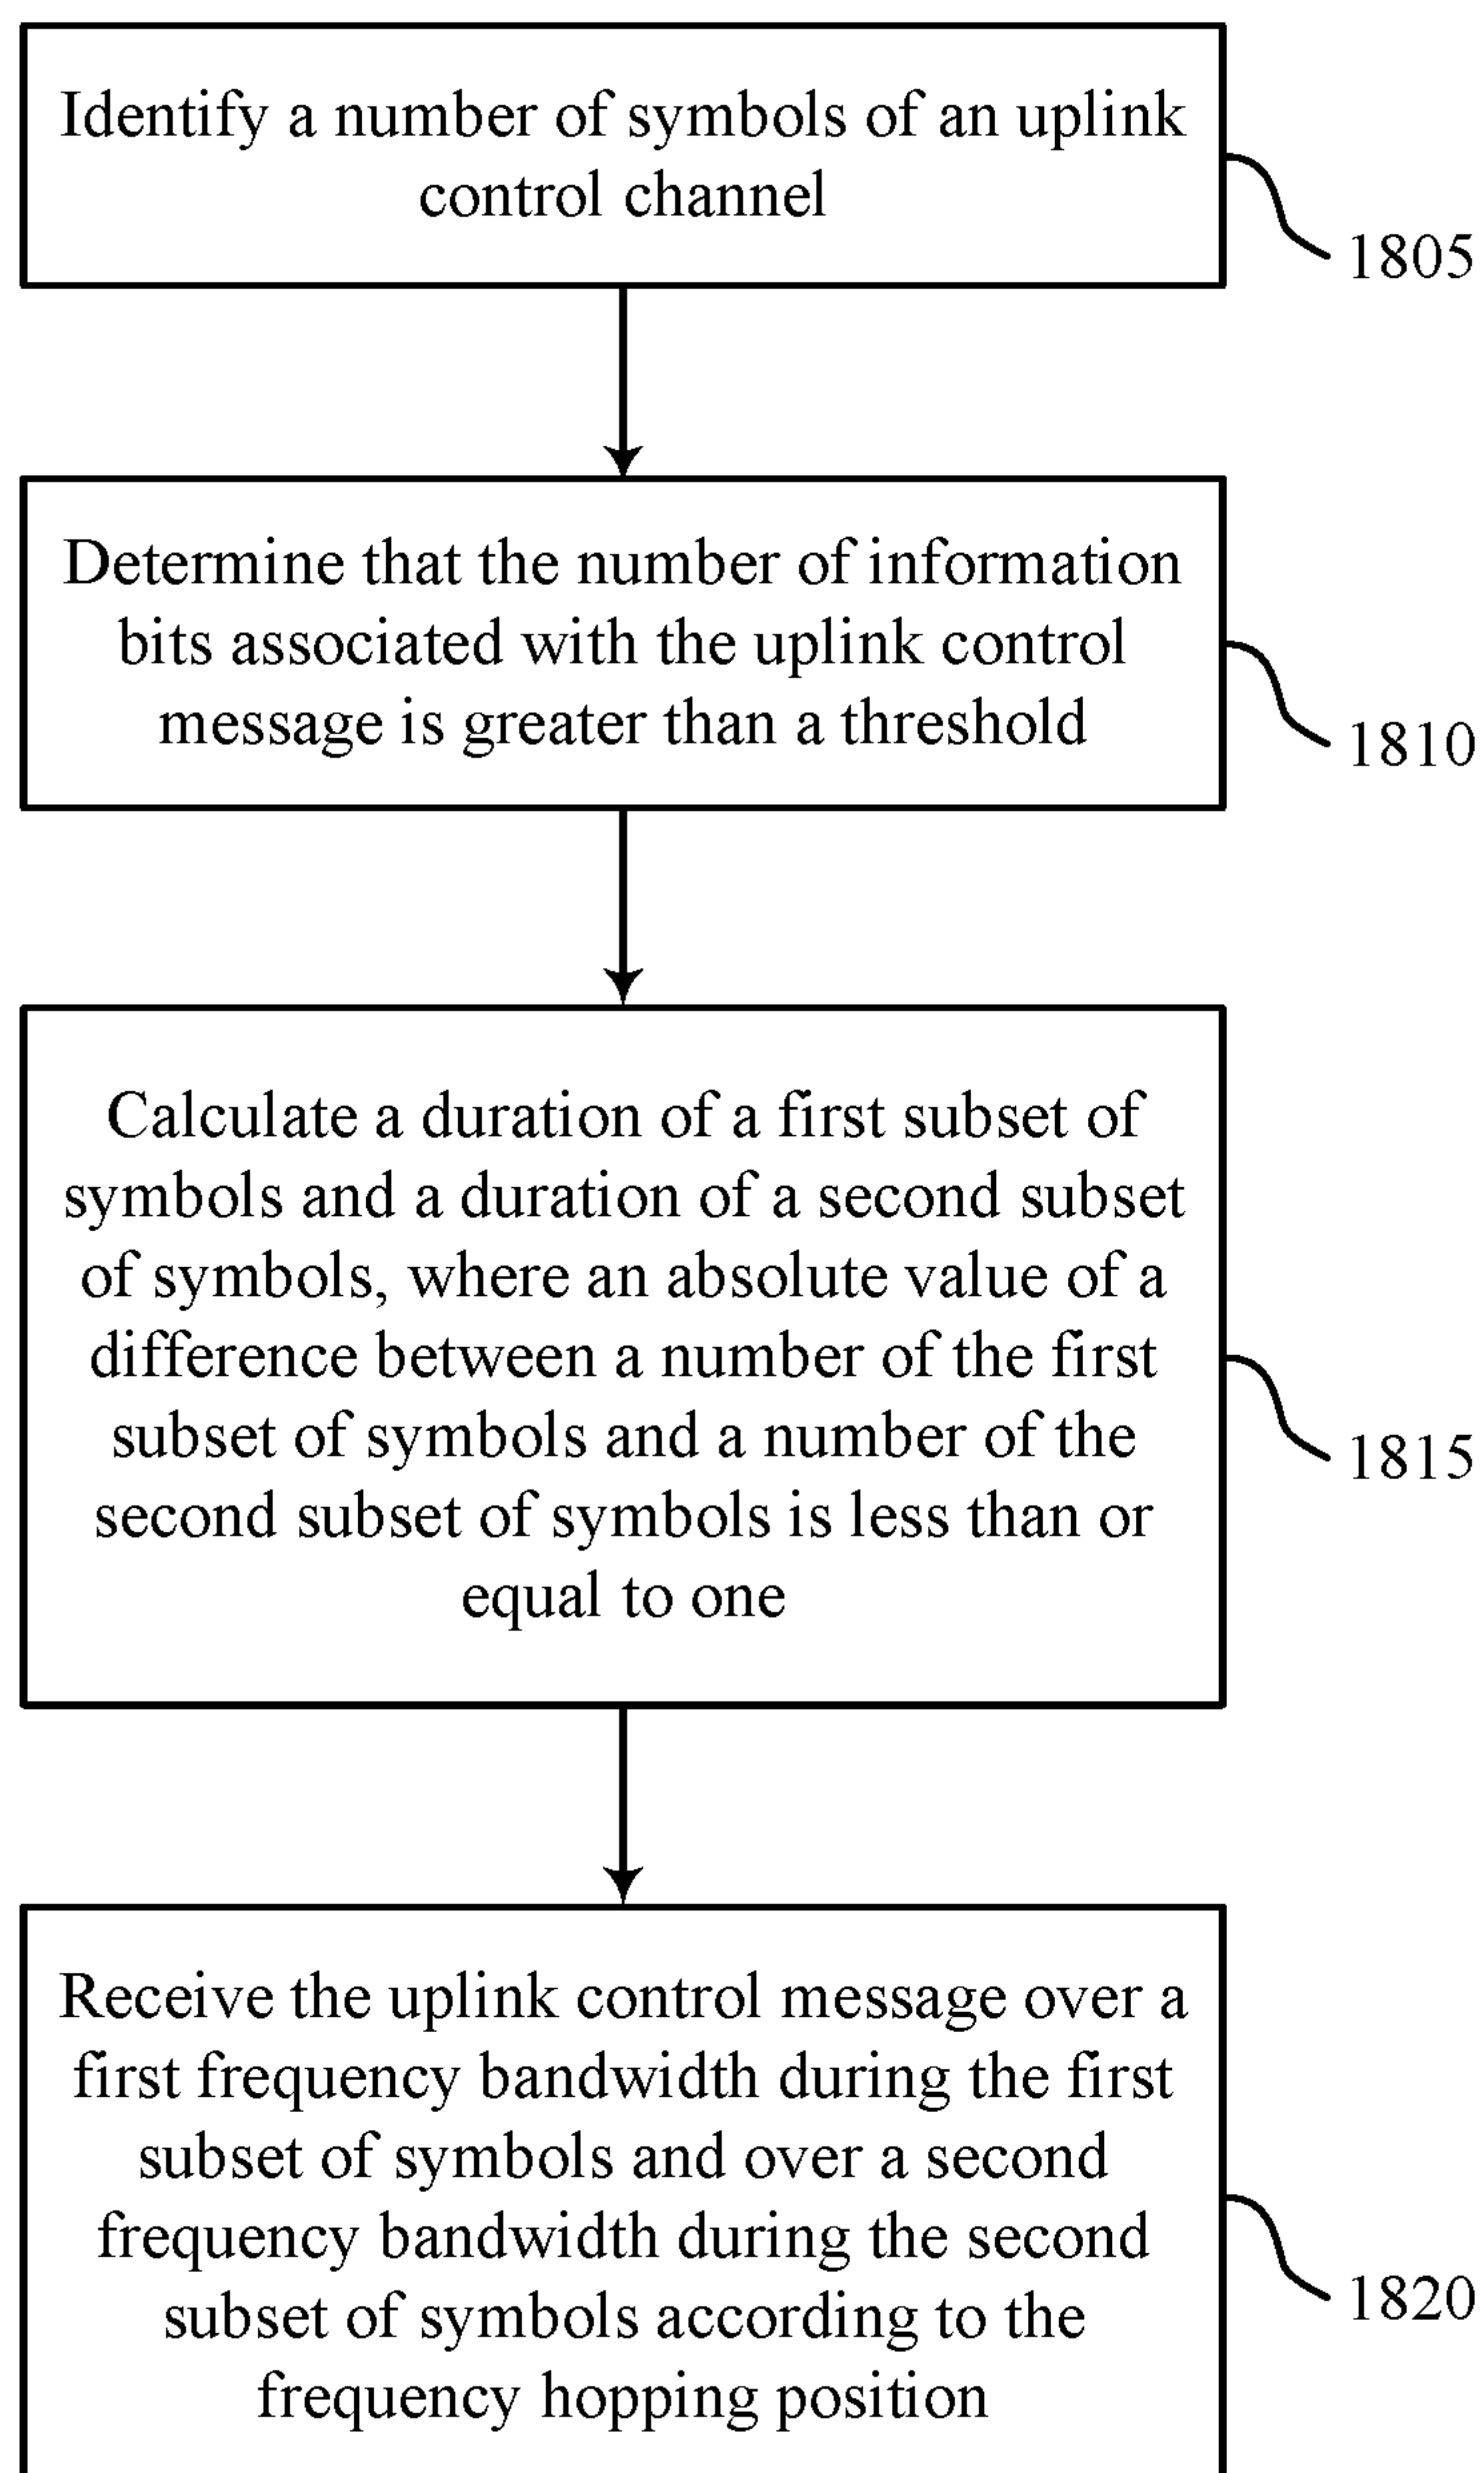 Identify a number of symbols of an uplink
control channel
1805
Determine that the number of information
bits associated with the uplink control
message is greater than a threshold
1810
Calculate a duration of a first subset of
symbols and a duration of a second subset
of symbols, where an absolute value of a
difference between a number of the first
subset of symbols and a number of the
second subset of symbols is less than or
equal to one
1815
Receive the uplink control message over a
first frequency bandwidth during the first
subset of symbols and over a second
frequency bandwidth during the second
subset of symbols according to the
frequency hopping position
1820